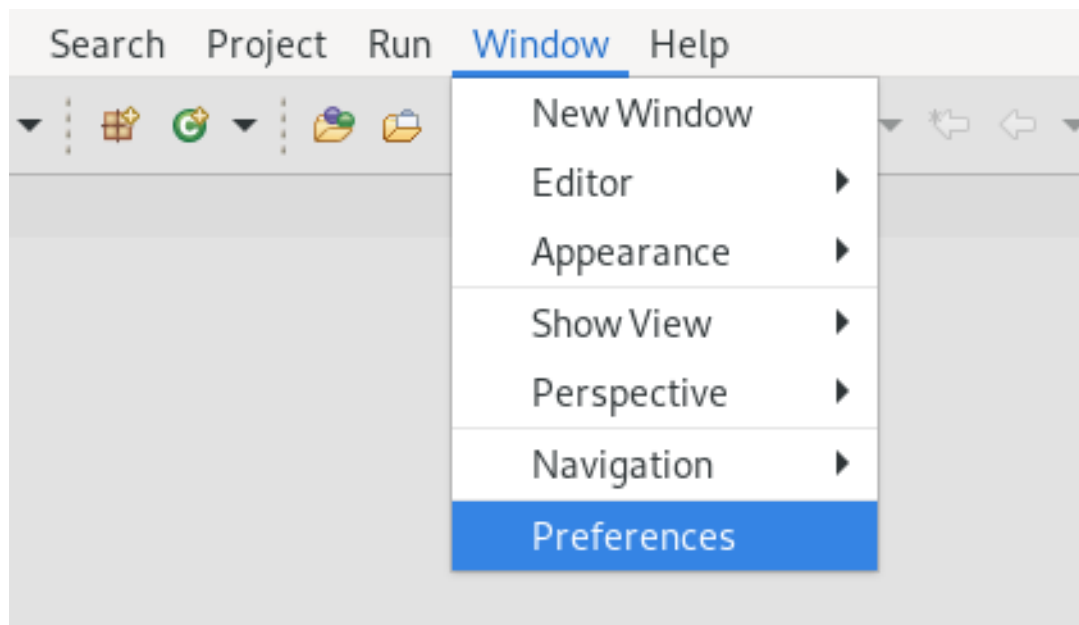 Search Project Run Window Help
New Window
Editor
Appearance
Show View
Perspective
Navigation
Preferences